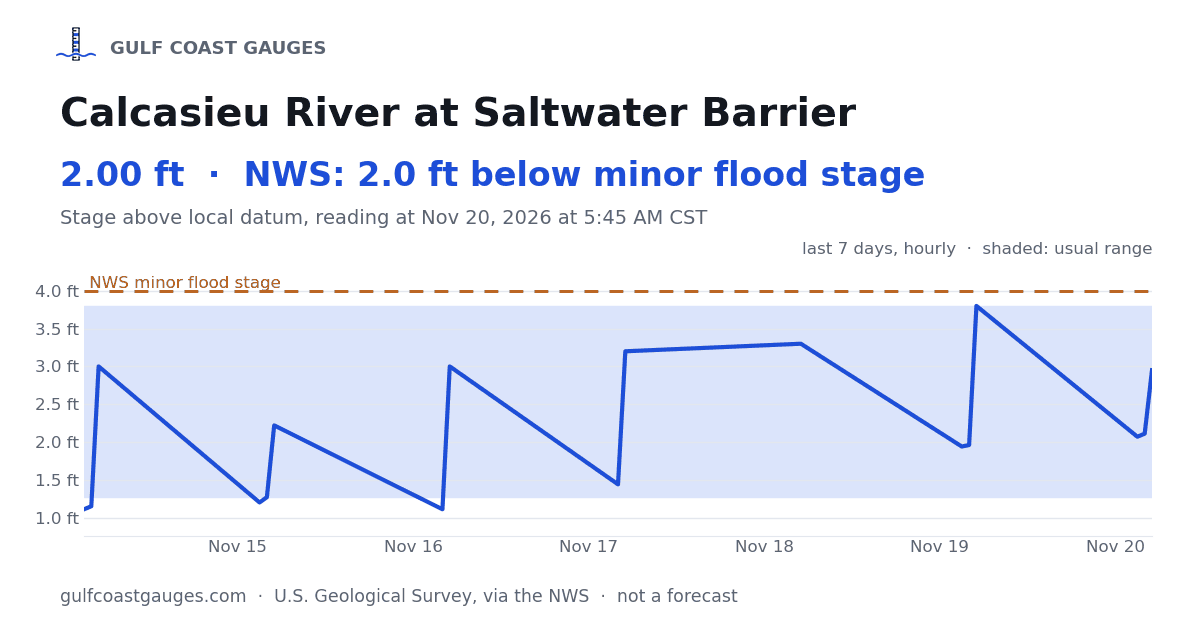 GULF COAST GAUGES
Calcasieu River at Saltwater Barrier
2.00 ft · NWS: 2.0 ft below minor flood stage
Stage above local datum, reading at Nov 20, 2026 at 5:45 AM CST
last 7 days, hourly · shaded: usual range
NWS minor flood stage
4.0 ft
3.5 ft
3.0 ft
2.5 ft
2.0 ft
1.5 ft
1.0 ft
Nov 15 Nov 16 Nov 17 Nov 18 Nov 19 Nov 20
gulfcoastgauges.com · U.S. Geological Survey, via the NWS · not a forecast